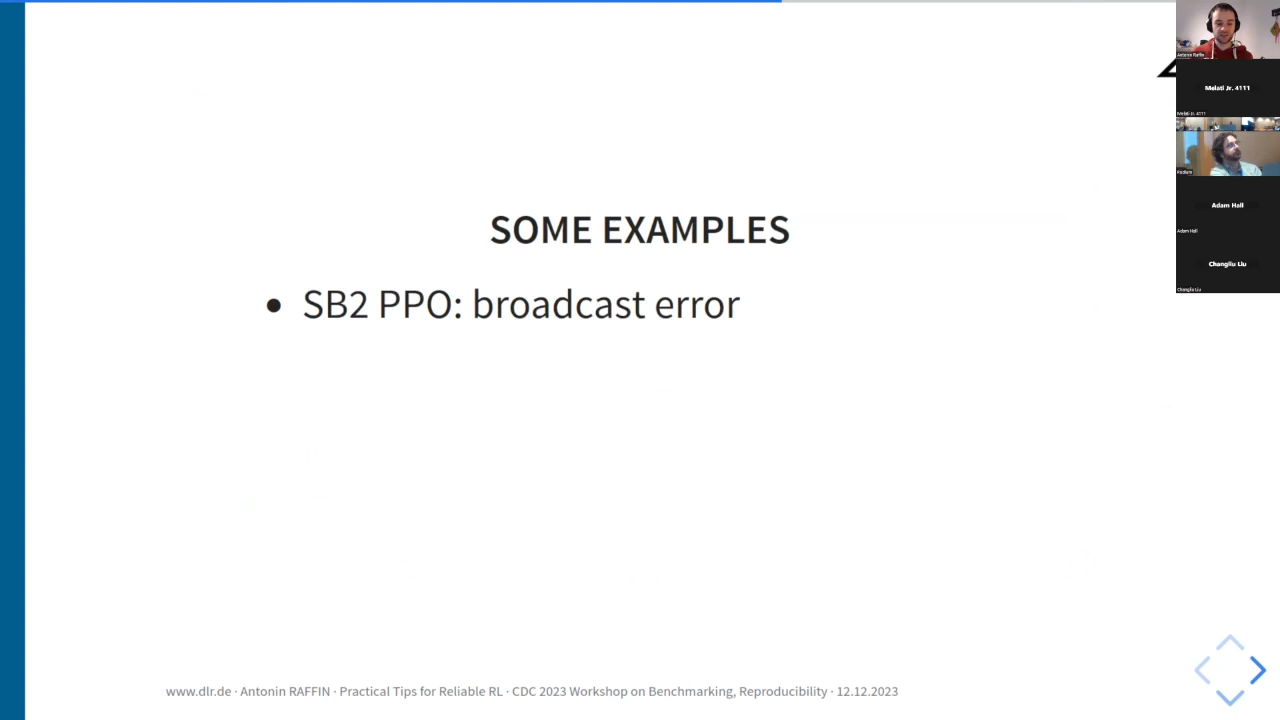 SOME EXAMPLES
• SB2 PPO: broadcast error
www.dlr.de · Antonin RAFFIN · Practical Tips for Reliable RL · CDC 2023 Workshop on Benchmarking, Reproducibility · 12.12.2023
Antonin Raffin
Melati Jr. 4111
Melati Jr. 4111
Podium
Adam Hall
Adam Hall
Changliu Liu
Changliu Liu